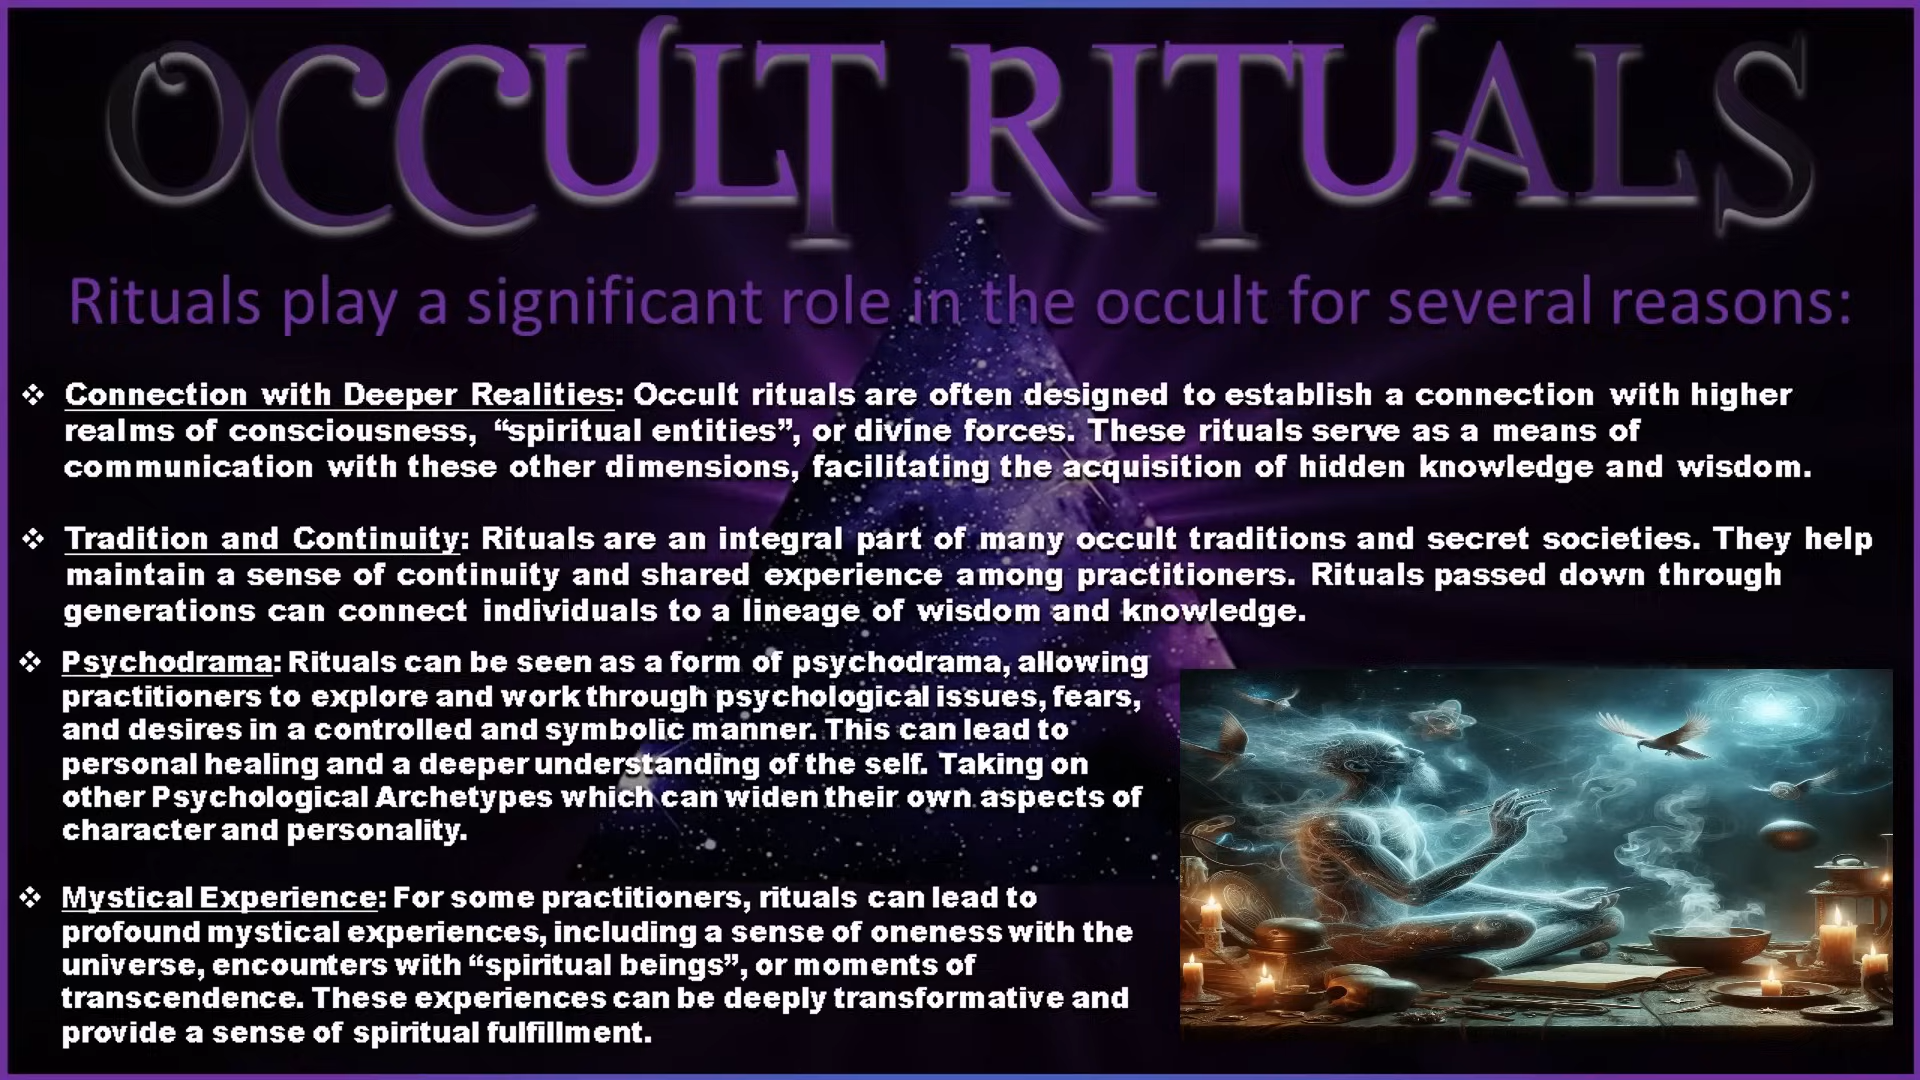 OCCULT RITUALS
Rituals play a significant role in the occult for several reasons:
❖ Connection with Deeper Realities: Occult rituals are often designed to establish a connection with higher
realms of consciousness, “spiritual entities”, or divine forces. These rituals serve as a means of
communication with these other dimensions, facilitating the acquisition of hidden knowledge and wisdom.
❖ Tradition and Continuity: Rituals are an integral part of many occult traditions and secret societies. They help
maintain a sense of continuity and shared experience among practitioners. Rituals passed down through
generations can connect individuals to a lineage of wisdom and knowledge.
❖ Psychodrama: Rituals can be seen as a form of psychodrama, allowing
practitioners to explore and work through psychological issues, fears,
and desires in a controlled and symbolic manner. This can lead to
personal healing and a deeper understanding of the self. Taking on
other Psychological Archetypes which can widen their own aspects of
character and personality.
❖ Mystical Experience: For some practitioners, rituals can lead to
profound mystical experiences, including a sense of oneness with the
universe, encounters with “spiritual beings”, or moments of
transcendence. These experiences can be deeply transformative and
provide a sense of spiritual fulfillment.